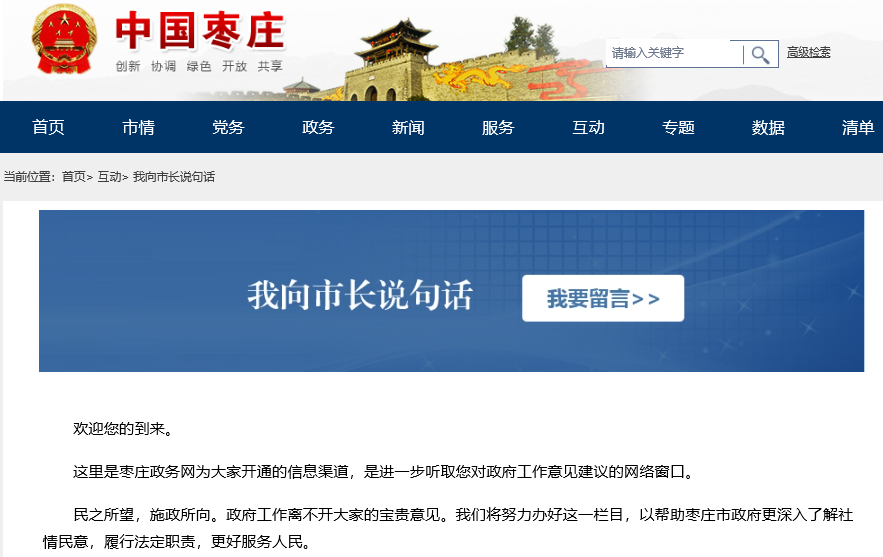 中国枣庄
创新 协调 绿色 开放 共享
请输入关键字
高级检索
首页 市情 党务 政务 新闻 服务 互动 专题 数据 清单
当前位置：首页> 互动> 我向市长说句话
我向市长说句话
我要留言>>
欢迎您的到来。
这里是枣庄政务网为大家开通的信息渠道，是进一步听取您对政府工作意见建议的网络窗口。
民之所望，施政所向。政府工作离不开大家的宝贵意见。我们将努力办好这一栏目，以帮助枣庄市政府更深入了解社
情民意，履行法定职责，更好服务人民。